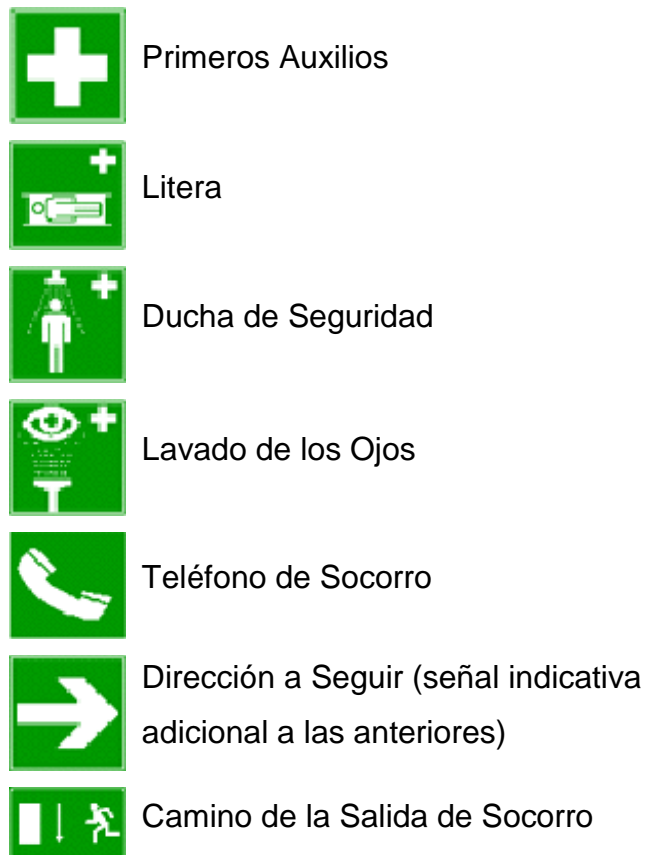 Primeros Auxilios
Litera
Ducha de Seguridad
Lavado de los Ojos
Teléfono de Socorro
Dirección a Seguir (señal indicativa
adicional a las anteriores)
Camino de la Salida de Socorro